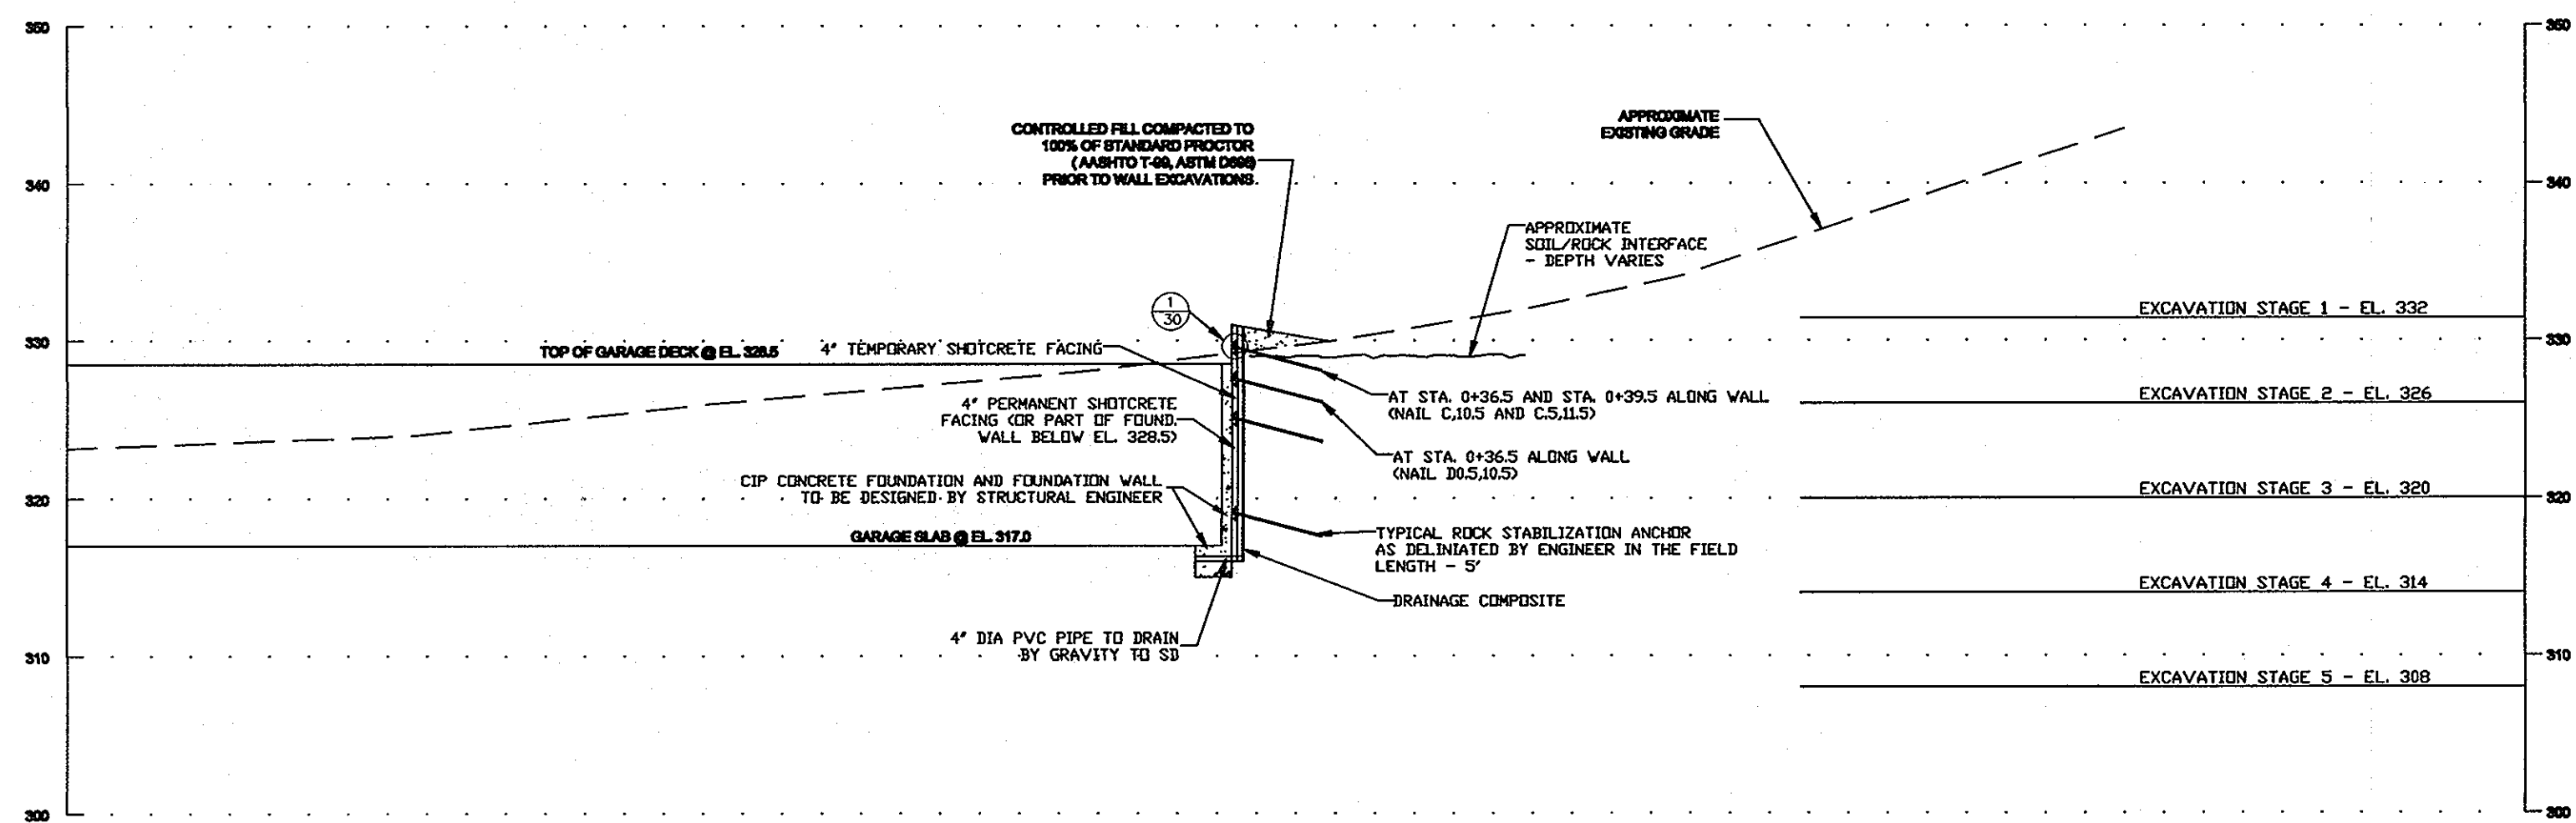 350
350
CONTROLLED FILL COMPACTED TO
100% OF STANDARD PROCTOR
(AASHTO T-99, ASTM D698)
PRIOR TO WALL EXCAVATIONS.
APPROXIMATE
EXISTING GRADE
340
340
APPROXIMATE
SOIL/ROCK INTERFACE
- DEPTH VARIES
1
30
EXCAVATION STAGE 1 - EL. 332
330
330
TOP OF GARAGE DECK @ EL. 328.5
4" TEMPORARY SHOTCRETE FACING
AT STA. 0+36.5 AND STA. 0+39.5 ALONG WALL
(NAIL C,10.5 AND C.5,11.5)
EXCAVATION STAGE 2 - EL. 326
4" PERMANENT SHOTCRETE
FACING (OR PART OF FOUND.
WALL BELOW EL. 328.5)
AT STA. 0+36.5 ALONG WALL
(NAIL D0.5,10.5)
CIP CONCRETE FOUNDATION AND FOUNDATION WALL
TO BE DESIGNED BY STRUCTURAL ENGINEER
EXCAVATION STAGE 3 - EL. 320
320
320
GARAGE SLAB @ EL. 317.0
TYPICAL ROCK STABILIZATION ANCHOR
AS DELINIATED BY ENGINEER IN THE FIELD
LENGTH - 5'
EXCAVATION STAGE 4 - EL. 314
DRAINAGE COMPOSITE
4" DIA PVC PIPE TO DRAIN
BY GRAVITY TO SD
310
310
EXCAVATION STAGE 5 - EL. 308
300
300